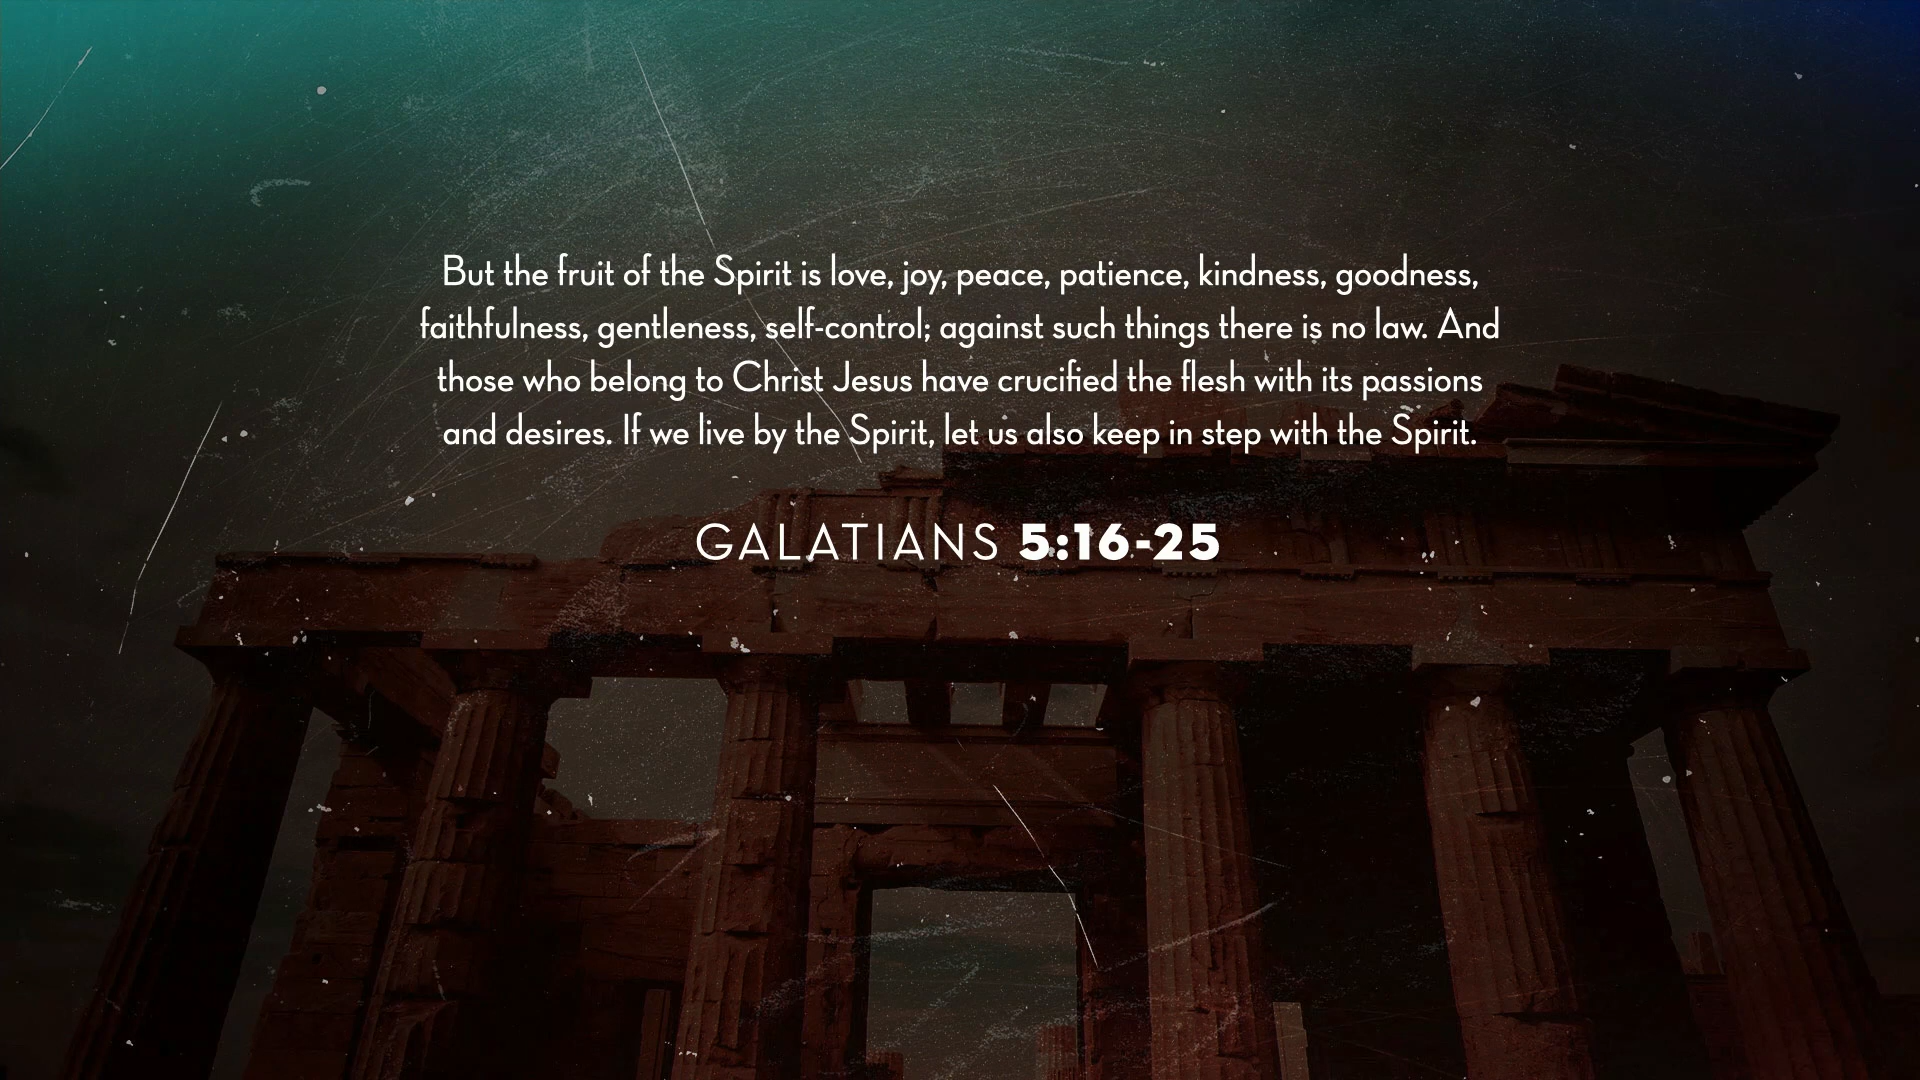 But the fruit of the Spirit is love, joy, peace, patience, kindness, goodness,
faithfulness, gentleness, self-control; against such things there is no law. And
those who belong to Christ Jesus have crucified the flesh with its passions
and desires. If we live by the Spirit, let us also keep in step with the Spirit.
GALATIANS 5:16-25